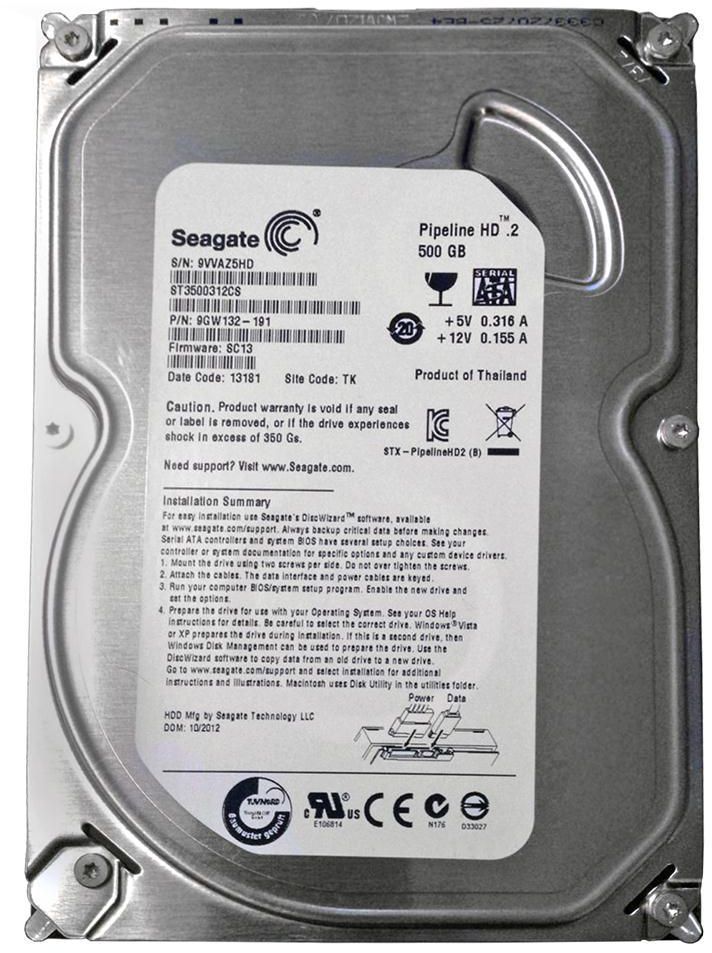 Seagate ®
Pipeline HD ™ .2
500 GB
S/N: 9VVAZ5HD
ST3500312CS
P/N: 9GW132-191
Firmware: SC13
Date Code: 13181 Site Code: TK
SERIAL
ATA
20
+5V 0.316 A
+12V 0.155 A
Product of Thailand
Caution. Product warranty is void if any seal
or label is removed, or if the drive experiences
shock in excess of 350 Gs.
STX-PipelineHD2 (B)
Need support? Visit www.Seagate.com.
Installation Summary
For easy installation use Seagate's DiscWizard™ software, available
at www.seagate.com/support. Always backup critical data before making changes.
Serial ATA controllers and system BIOS have several setup choices. See your
controller or system documentation for specific options and any custom device drivers.
1. Mount the drive using two screws per side. Do not over tighten the screws.
2. Attach the cables. The data interface and power cables are keyed.
3. Run your computer BIOS/system setup program. Enable the new drive and
set the options.
4. Prepare the drive for use with your Operating System. See your OS Help
instructions for details. Be careful to select the correct drive. Windows® Vista
or XP prepares the drive during installation. If this is a second drive, then
Windows Disk Management can be used to prepare the drive. Use the
DiscWizard software to copy data from an old drive to a new drive.
Go to www.seagate.com/support and select installation for additional
instructions and illustrations. Macintosh uses Disk Utility in the utilities folder.
Power Data
HDD Mfg by Seagate Technology LLC
DOM: 10/2012
TUVNORD
geprüft
c RU ® US
E106814
CE
N176
D33027